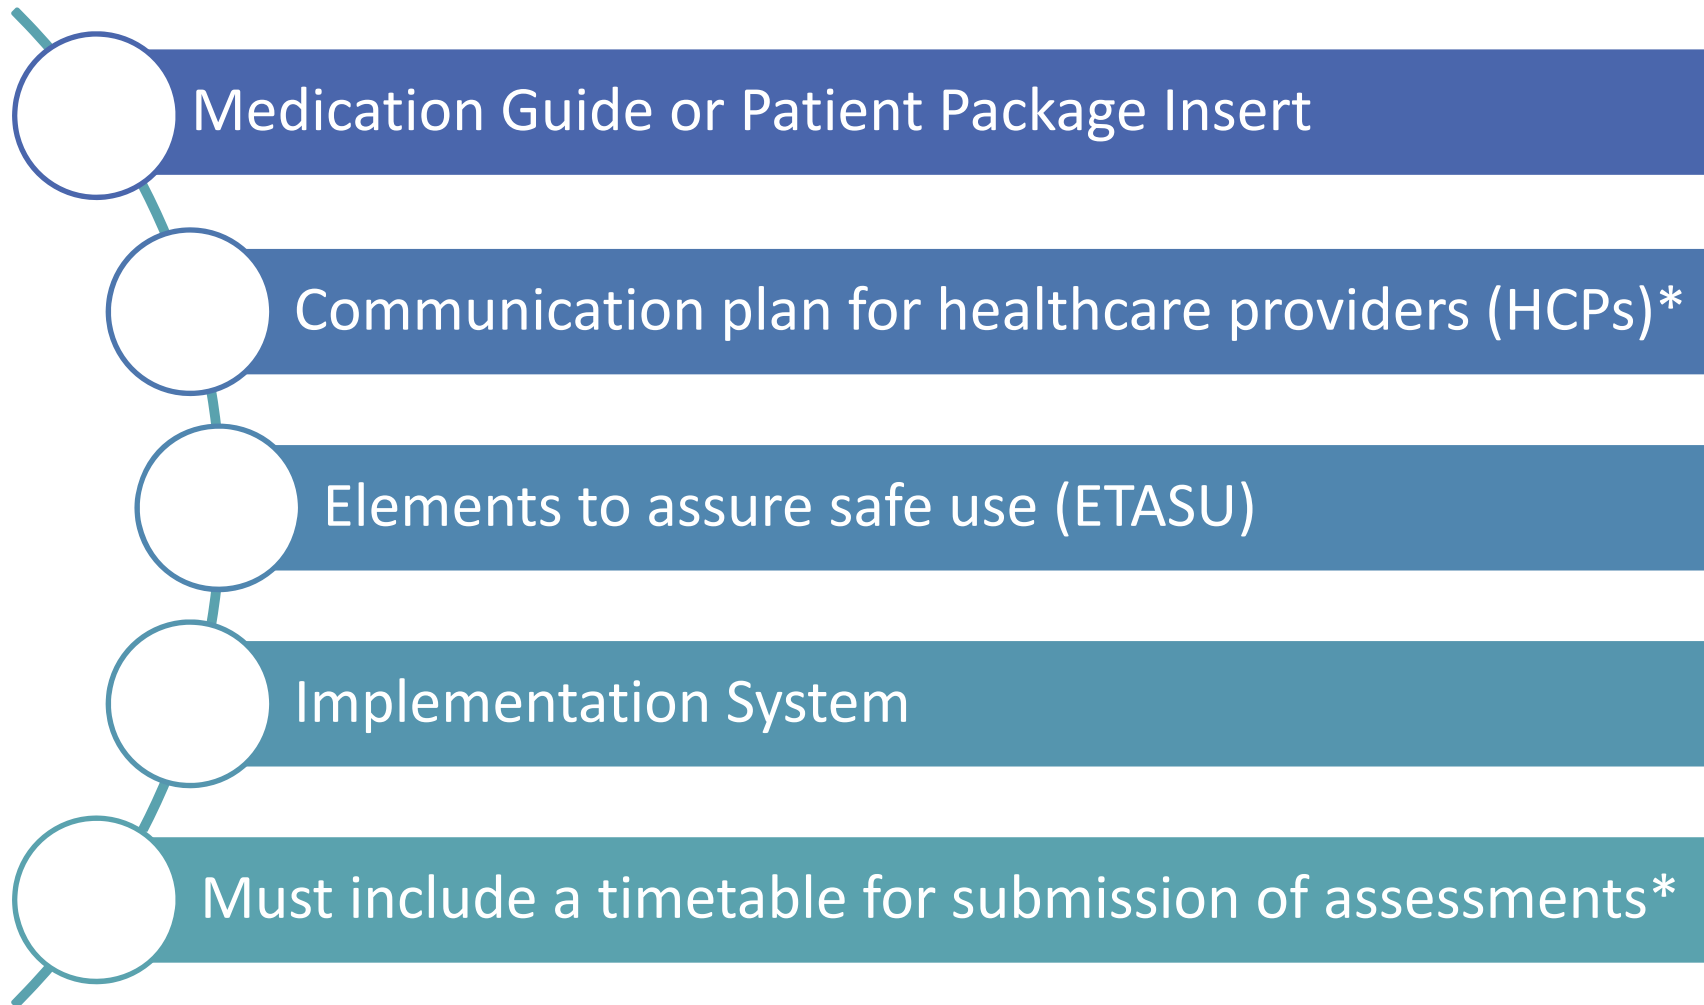 Medication Guide or Patient Package Insert
Communication plan for healthcare providers (HCPs)*
Elements to assure safe use (ETASU)
Implementation System
Must include a timetable for submission of assessments*